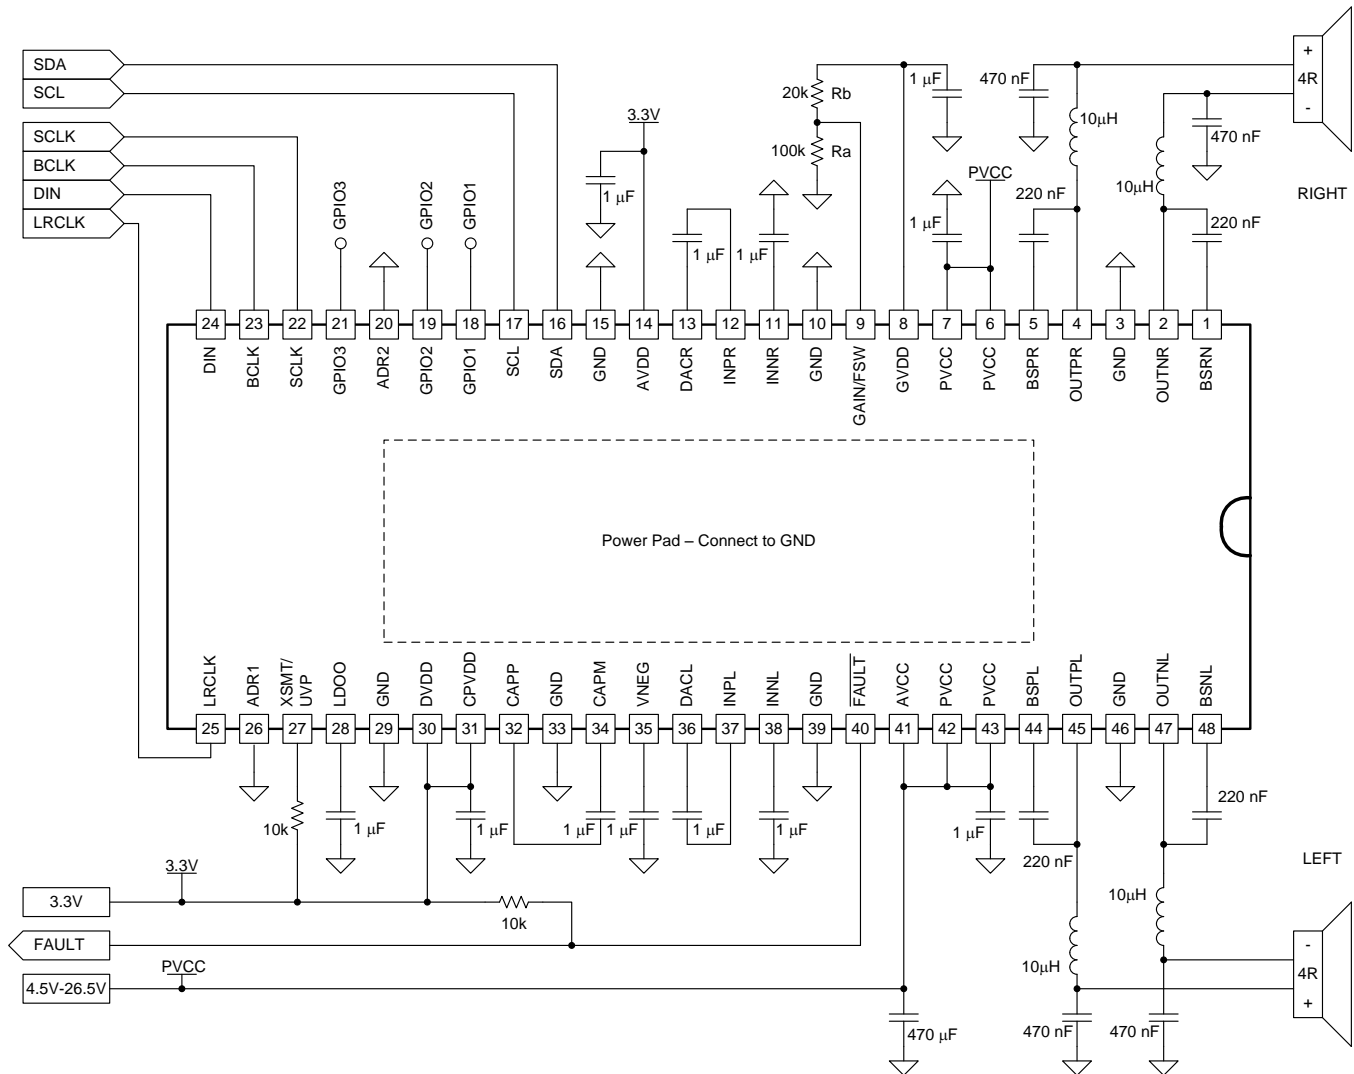 SDA
SCL
SCLK
BCLK
DIN
LRCLK
GPIO3
GPIO2
GPIO1
3.3V
1 µF
1 µF
1 µF
20k
Rb
100k
Ra
1 µF
1 µF
PVCC
470 nF
10µH
220 nF
10µH
470 nF
220 nF
+
4R
-
RIGHT
24
23
22
21
20
19
18
17
16
15
14
13
12
11
10
9
8
7
6
5
4
3
2
1
DIN
BCLK
SCLK
GPIO3
ADR2
GPIO2
GPIO1
SCL
SDA
GND
AVDD
DACR
INPR
INNR
GND
GAIN/FSW
GVDD
PVCC
PVCC
BSPR
OUTPR
GND
OUTNR
BSRN
Power Pad – Connect to GND
LRCLK
ADR1
XSMT/
UVP
LDOO
GND
DVDD
CPVDD
CAPP
GND
CAPM
VNEG
DACL
INPL
INNL
GND
FAULT
AVCC
PVCC
PVCC
BSPL
OUTPL
GND
OUTNL
BSNL
25
26
27
28
29
30
31
32
33
34
35
36
37
38
39
40
41
42
43
44
45
46
47
48
10k
1 µF
1 µF
1 µF
1 µF
1 µF
1 µF
1 µF
220 nF
220 nF
LEFT
3.3V
3.3V
10k
FAULT
PVCC
4.5V-26.5V
10µH
10µH
470 µF
470 nF
470 nF
-
4R
+